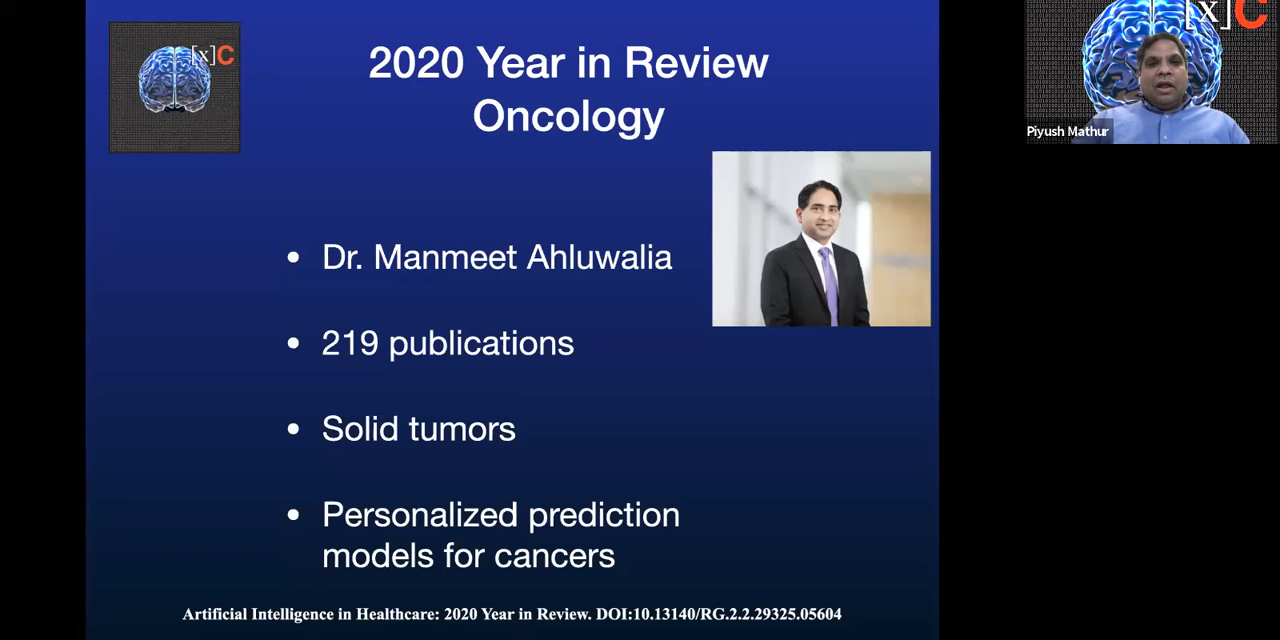 [x]C
2020 Year in Review
Oncology
[x]C
Piyush Mathur
• Dr. Manmeet Ahluwalia
• 219 publications
• Solid tumors
• Personalized prediction
models for cancers
Artificial Intelligence in Healthcare: 2020 Year in Review. DOI:10.13140/RG.2.2.29325.05604